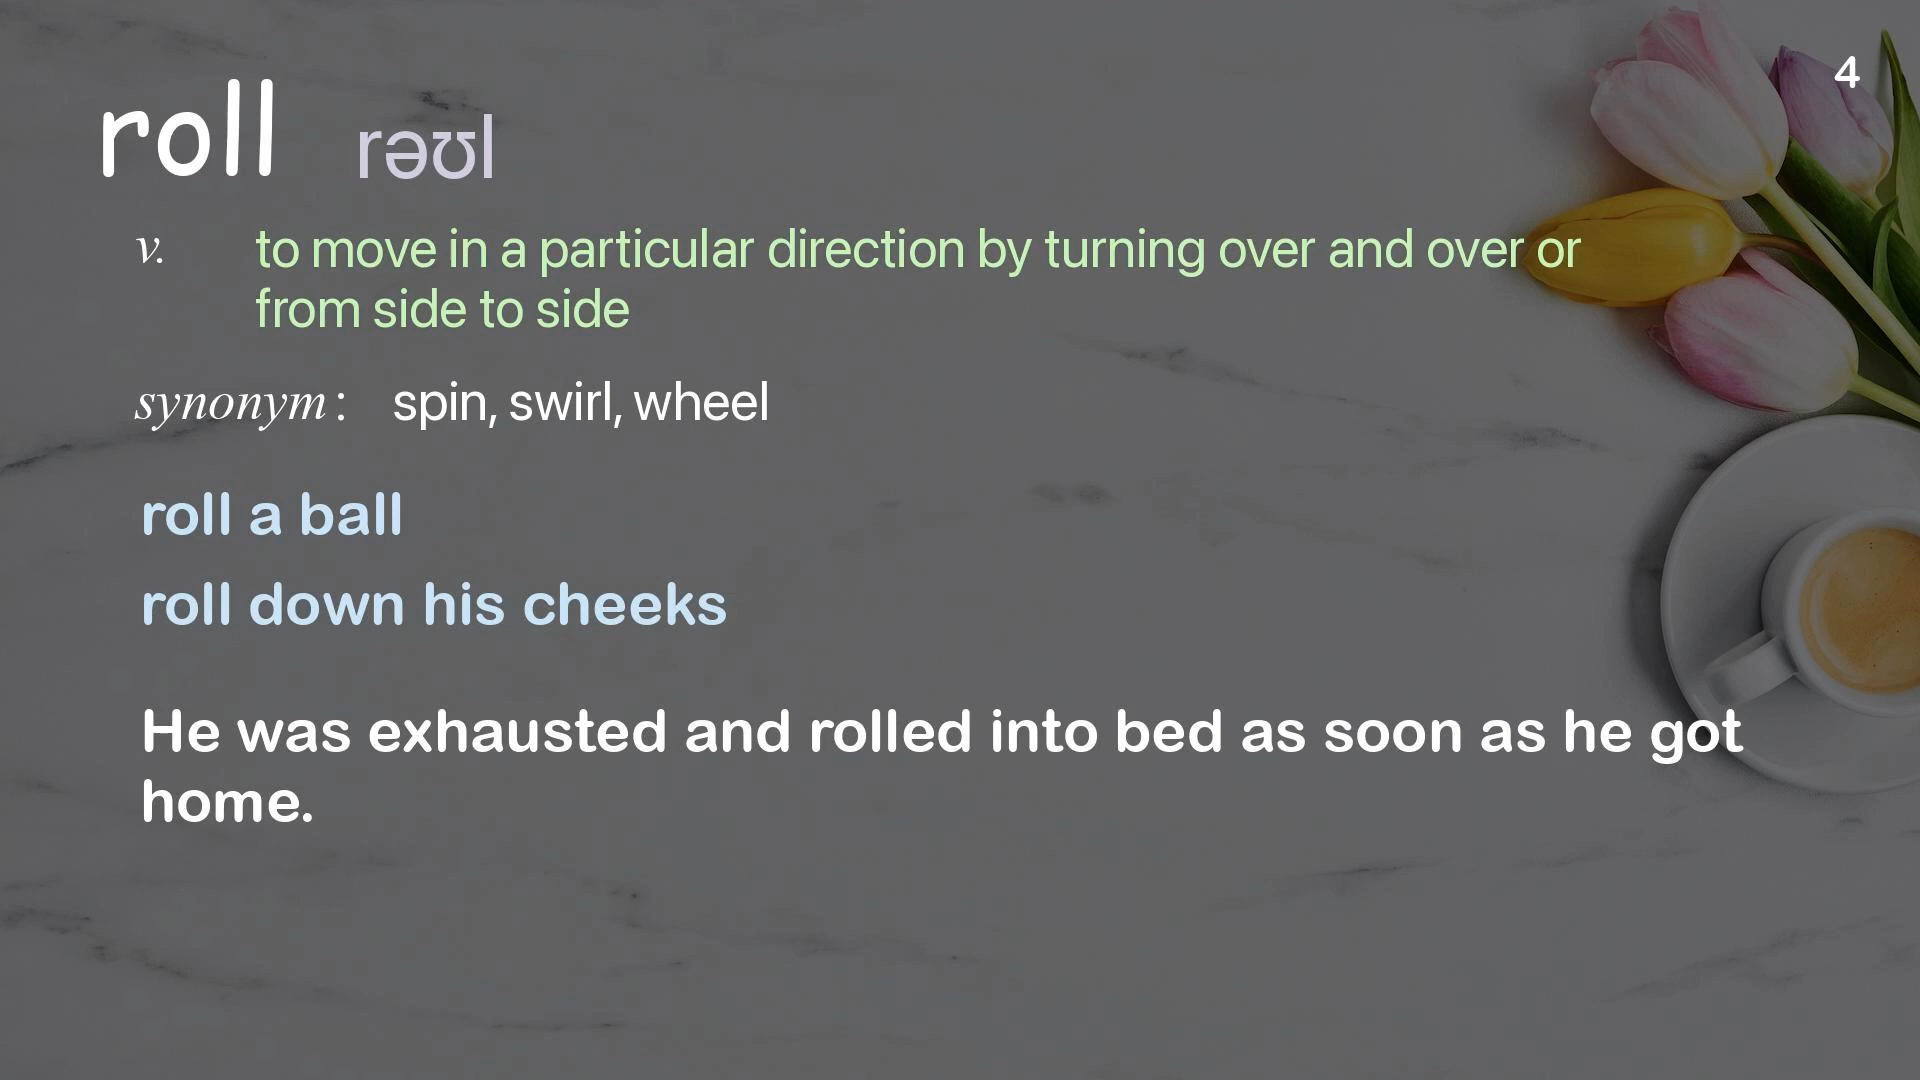 4
roll rəʊl
v. to move in a particular direction by turning over and over or
from side to side
synonym: spin, swirl, wheel
roll a ball
roll down his cheeks
He was exhausted and rolled into bed as soon as he got
home.